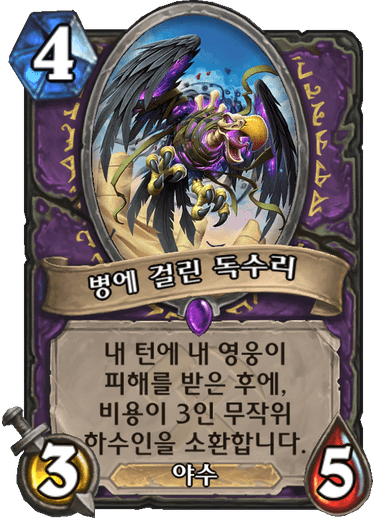 4
병에 걸린 독수리
내 턴에 내 영웅이
피해를 받은 후에,
비용이 3인 무작위
하수인을 소환합니다.
야수
3
5